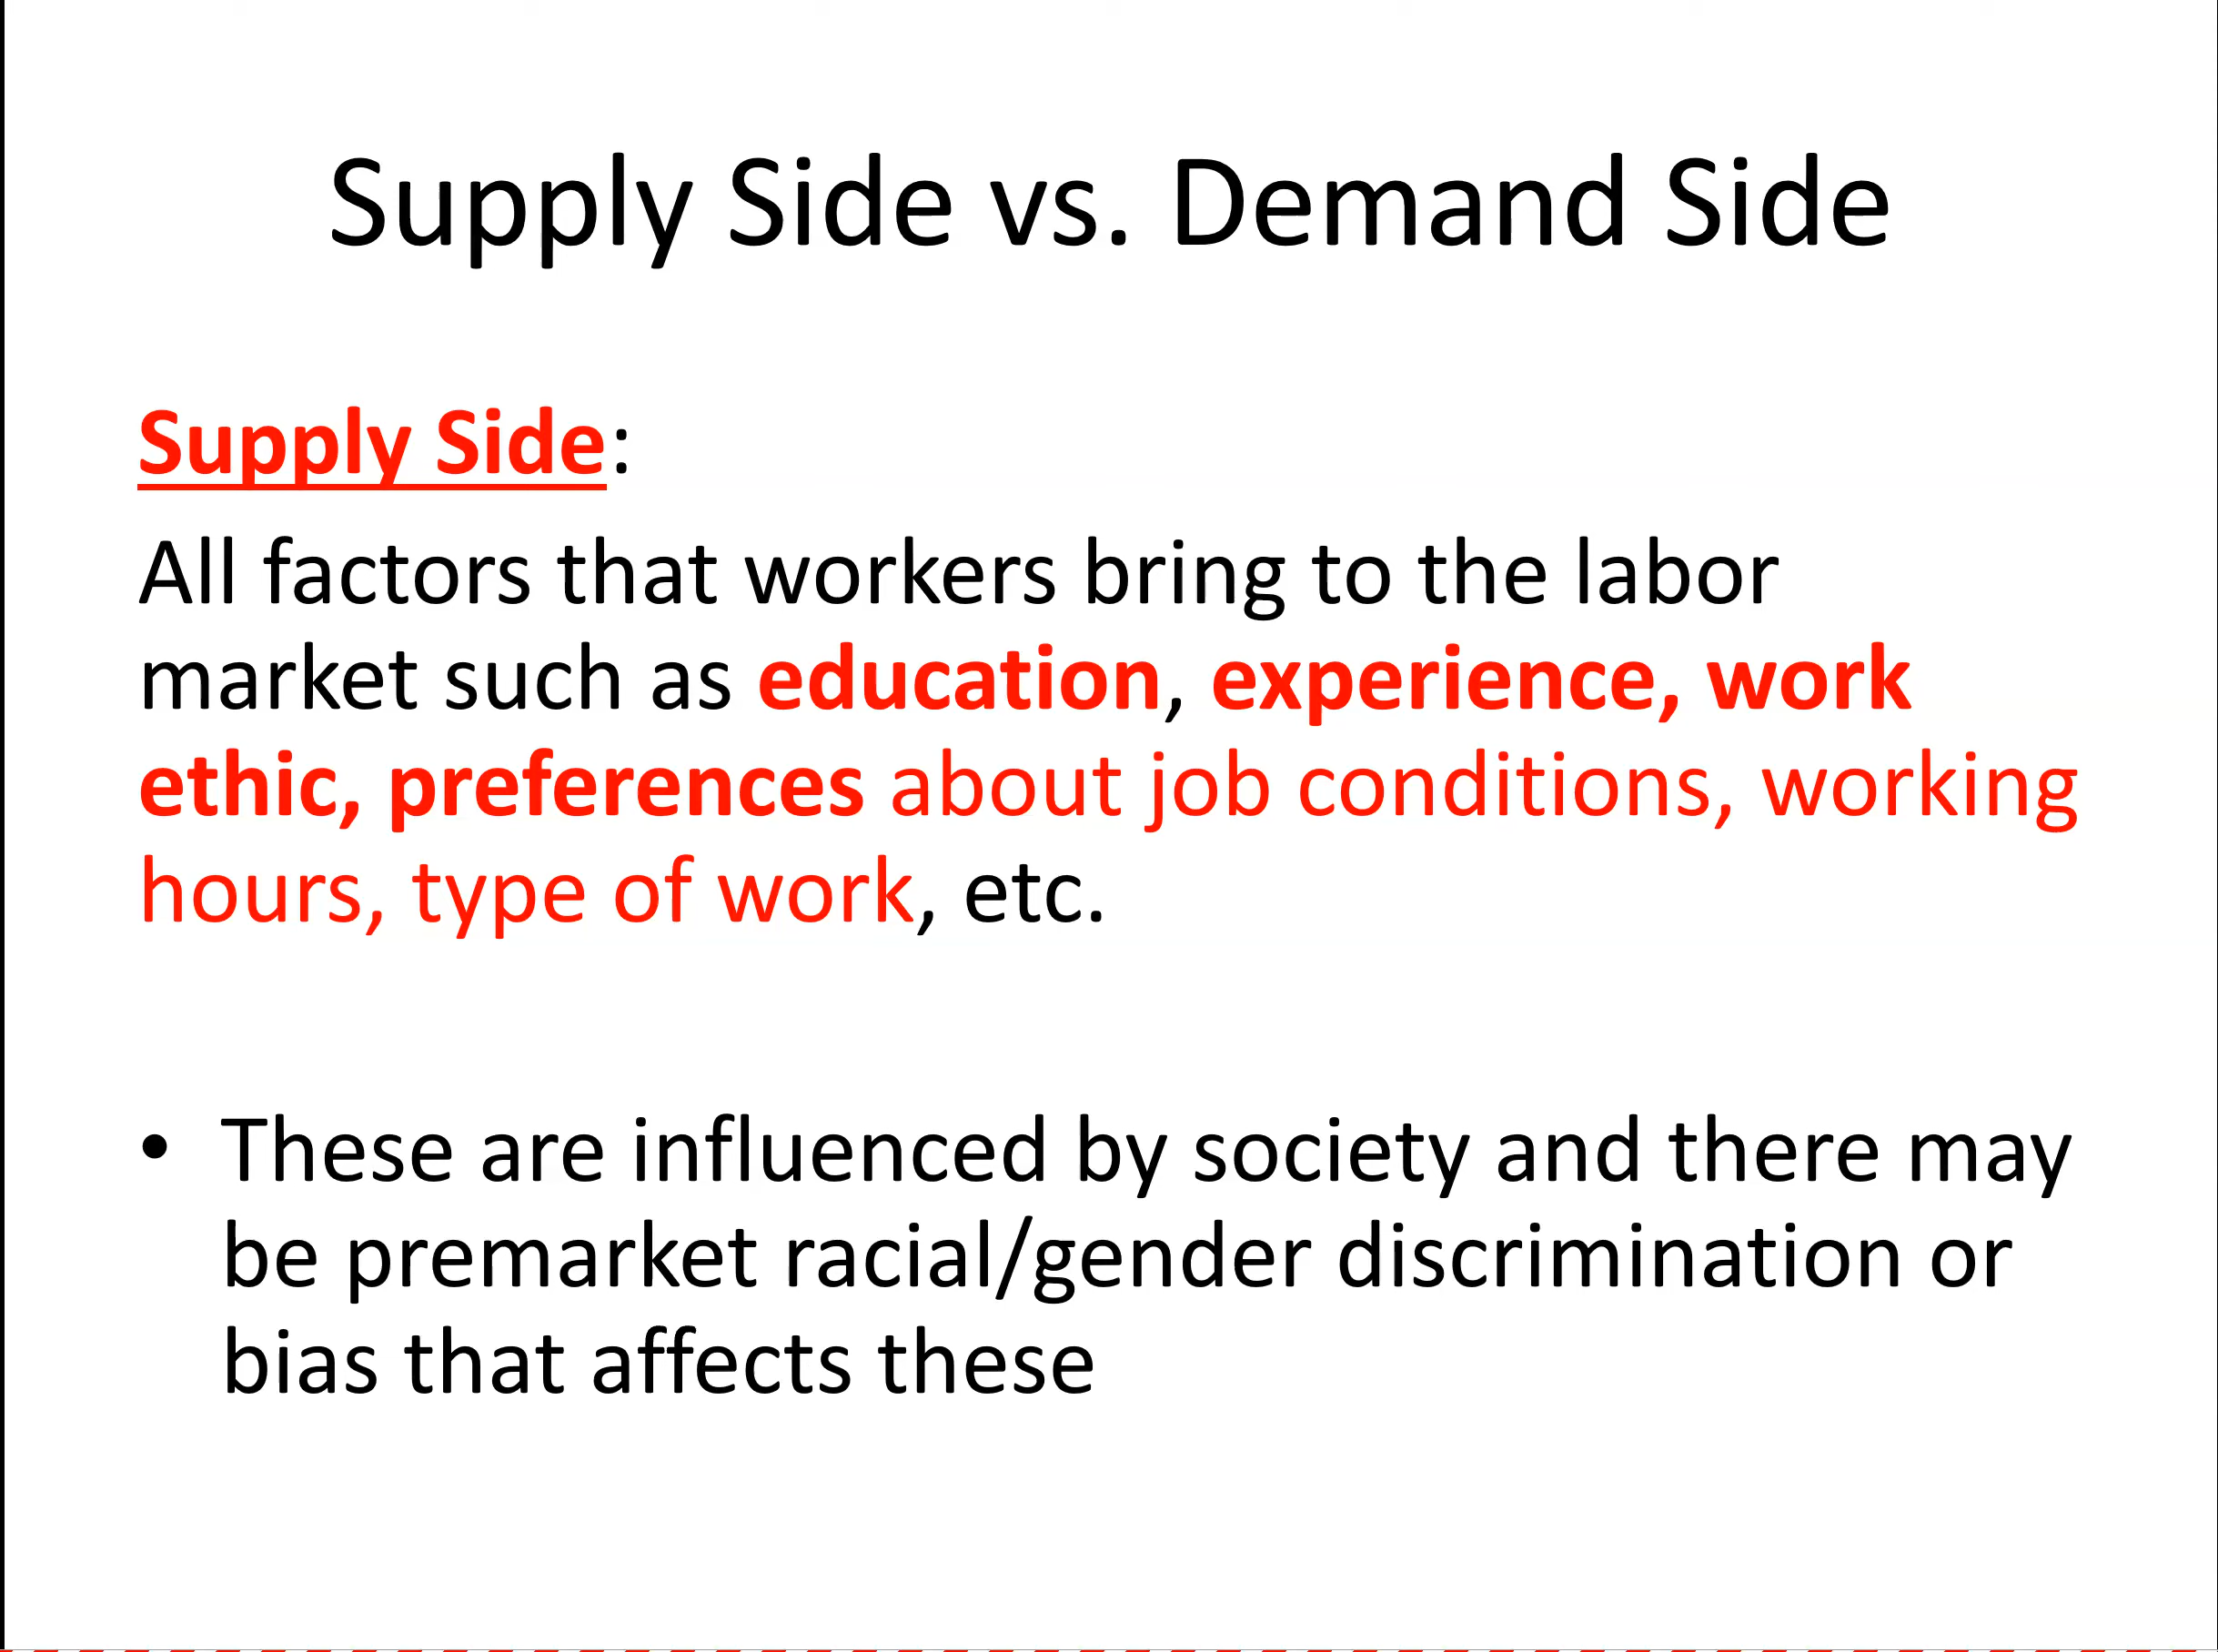 Supply Side vs. Demand Side
Supply Side:
All factors that workers bring to the labor
market such as education, experience, work
ethic, preferences about job conditions, working
hours, type of work, etc.
• These are influenced by society and there may
be premarket racial/gender discrimination or
bias that affects these